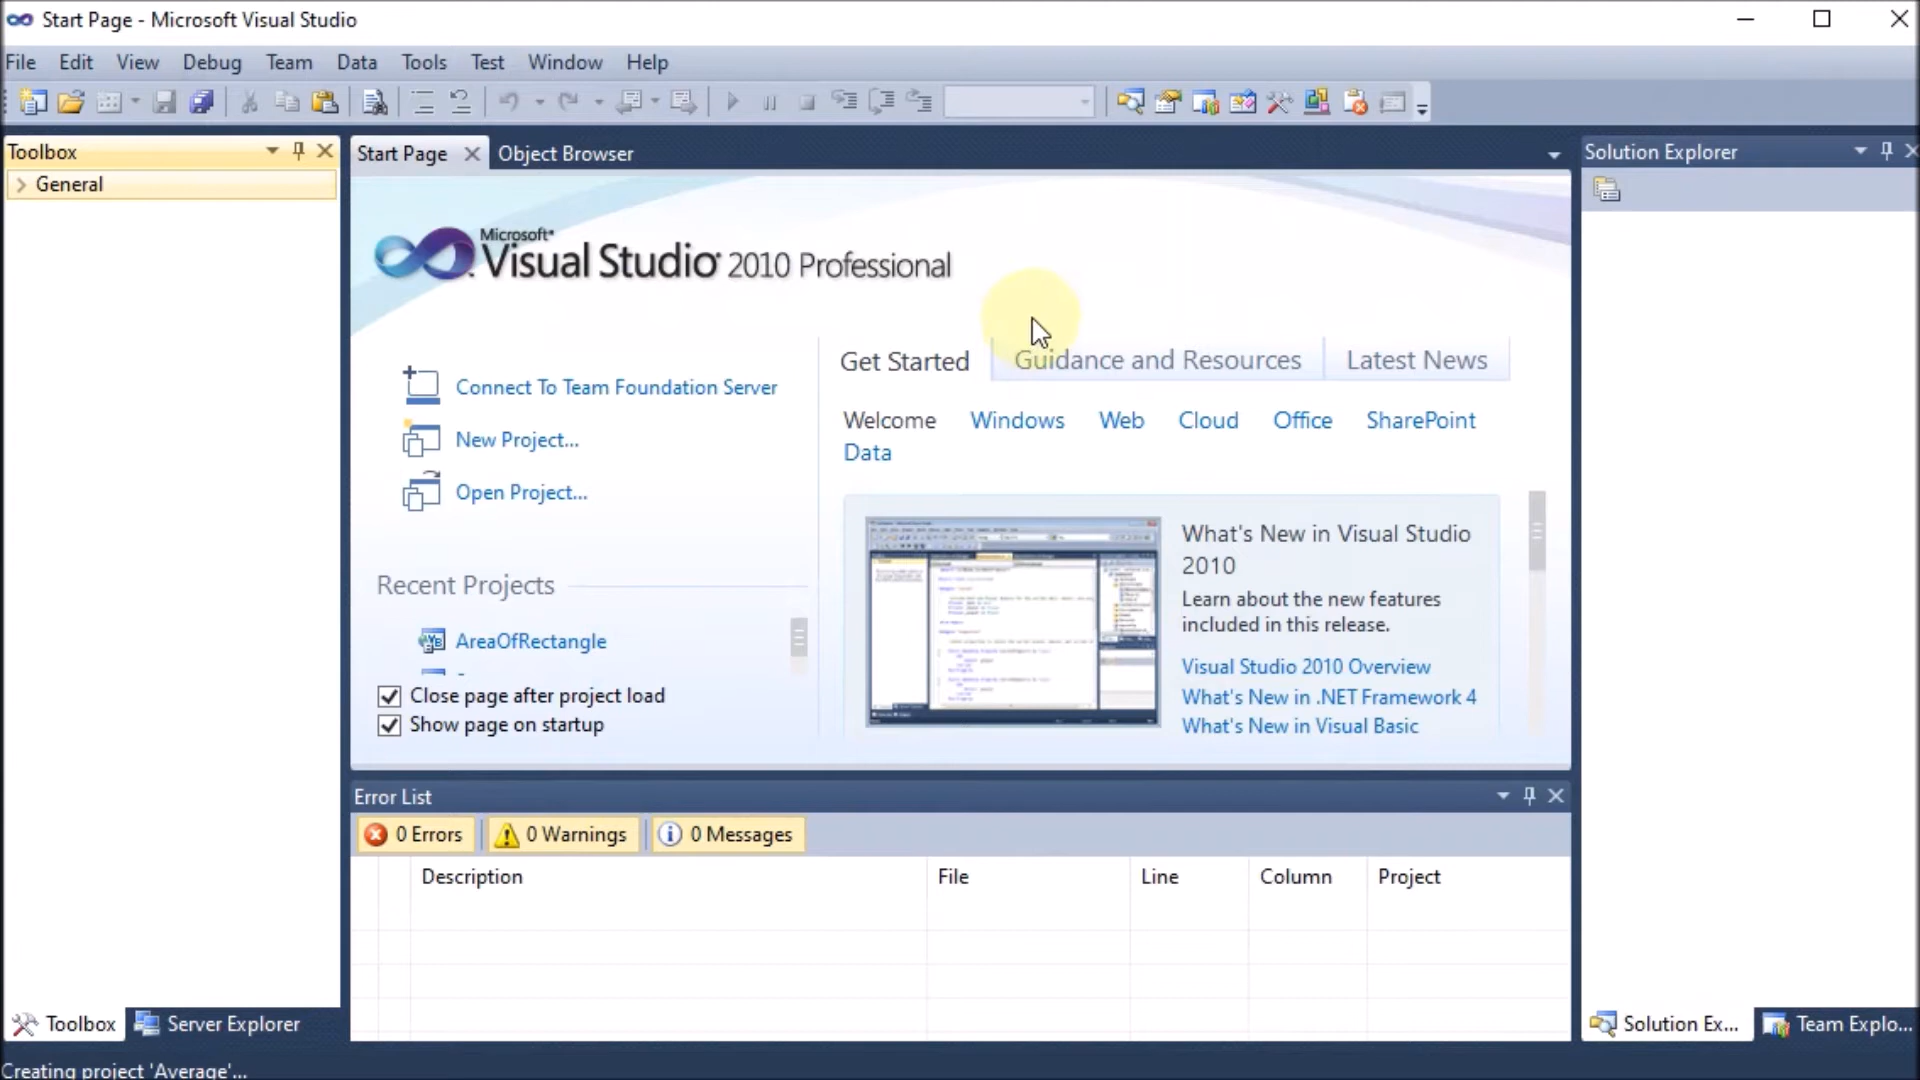 Start Page - Microsoft Visual Studio
File Edit View Debug Team Data Tools Test Window Help
Toolbox
General
Start Page
Object Browser
Solution Explorer
Microsoft®
Visual Studio® 2010 Professional
Connect To Team Foundation Server
New Project...
Open Project...
Recent Projects
AreaOfRectangle
Close page after project load
Show page on startup
Get Started
Guidance and Resources
Latest News
Welcome Windows Web Cloud Office SharePoint
Data
What's New in Visual Studio
2010
Learn about the new features
included in this release.
Visual Studio 2010 Overview
What's New in .NET Framework 4
What's New in Visual Basic
Error List
0 Errors
0 Warnings
0 Messages
Description File Line Column Project
Toolbox
Server Explorer
Solution Ex...
Team Explo...
Creating project 'Average'...